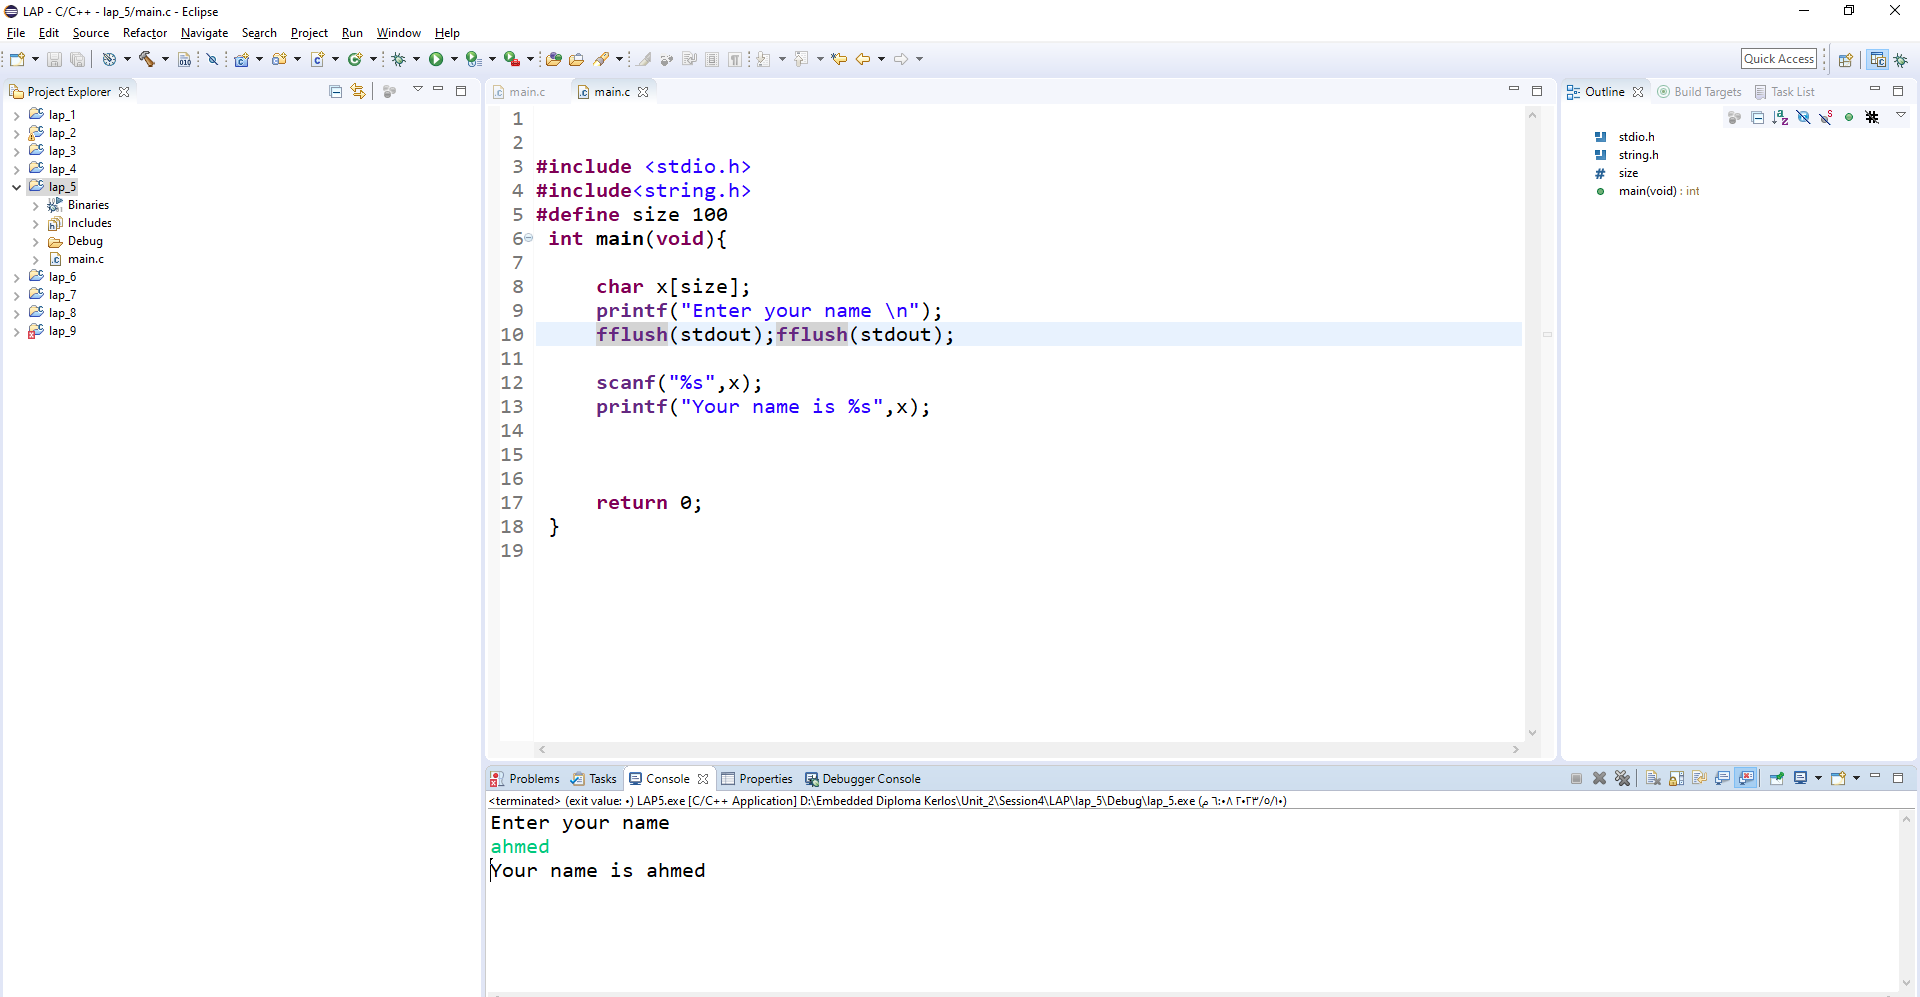 LAP - C/C++ - lap_5/main.c - Eclipse
File Edit Source Refactor Navigate Search Project Run Window Help
Quick Access
Project Explorer
lap_1
lap_2
lap_3
lap_4
lap_5
Binaries
Includes
Debug
main.c
lap_6
lap_7
lap_8
lap_9
main.c main.c
1
2
3 #include <stdio.h>
4 #include<string.h>
5 #define size 100
6 int main(void){
7
8 char x[size];
9 printf("Enter your name \n");
10 fflush(stdout);fflush(stdout);
11
12 scanf("%s",x);
13 printf("Your name is %s",x);
14
15
16
17 return 0;
18 }
19
Outline Build Targets Task List
stdio.h
string.h
# size
main(void) : int
Problems Tasks Console Properties Debugger Console
<terminated> (exit value: ٠) LAP5.exe [C/C++ Application] D:\Embedded Diploma Kerlos\Unit_2\Session4\LAP\lap_5\Debug\lap_5.exe (م ٦:٠٨ ٢٠٢٣/٥/١٠)
Enter your name
ahmed
Your name is ahmed